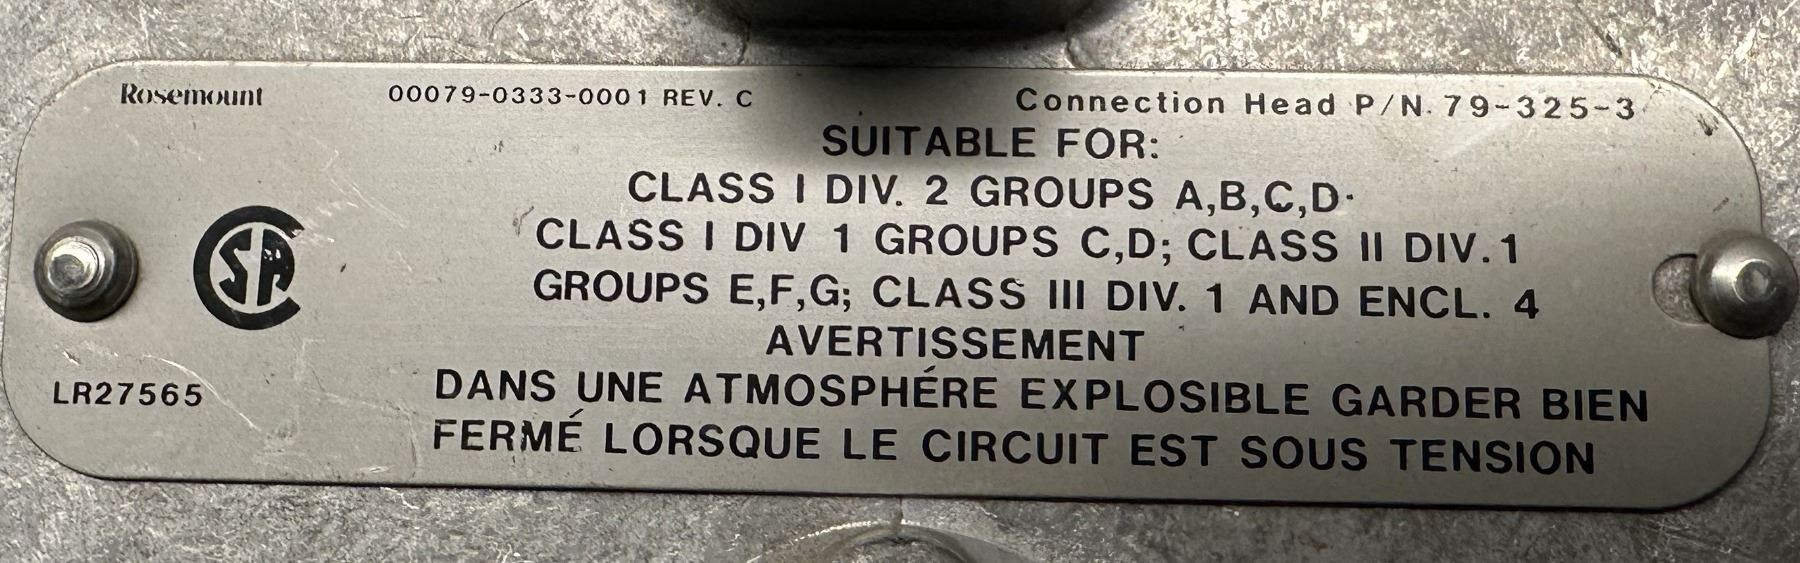 Rosemount 00079-0333-0001 REV. C Connection Head P/N. 79-325-3
SUITABLE FOR:
CLASS I DIV. 2 GROUPS A,B,C,D.
CLASS I DIV 1 GROUPS C,D; CLASS II DIV. 1
GROUPS E,F,G; CLASS III DIV. 1 AND ENCL. 4
AVERTISSEMENT
DANS UNE ATMOSPHÉRE EXPLOSIBLE GARDER BIEN
FERMÉ LORSQUE LE CIRCUIT EST SOUS TENSION
CSA
LR27565